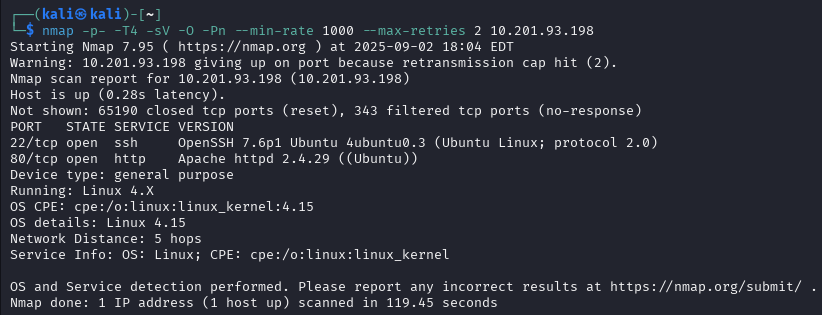 ┌──(kali㉿kali)-[~]
└─$ nmap -p- -T4 -sV -O -Pn --min-rate 1000 --max-retries 2 10.201.93.198
Starting Nmap 7.95 ( https://nmap.org ) at 2025-09-02 18:04 EDT
Warning: 10.201.93.198 giving up on port because retransmission cap hit (2).
Nmap scan report for 10.201.93.198 (10.201.93.198)
Host is up (0.28s latency).
Not shown: 65190 closed tcp ports (reset), 343 filtered tcp ports (no-response)
PORT   STATE SERVICE VERSION
22/tcp open  ssh     OpenSSH 7.6p1 Ubuntu 4ubuntu0.3 (Ubuntu Linux; protocol 2.0)
80/tcp open  http    Apache httpd 2.4.29 ((Ubuntu))
Device type: general purpose
Running: Linux 4.X
OS CPE: cpe:/o:linux:linux_kernel:4.15
OS details: Linux 4.15
Network Distance: 5 hops
Service Info: OS: Linux; CPE: cpe:/o:linux:linux_kernel

OS and Service detection performed. Please report any incorrect results at https://nmap.org/submit/ .
Nmap done: 1 IP address (1 host up) scanned in 119.45 seconds